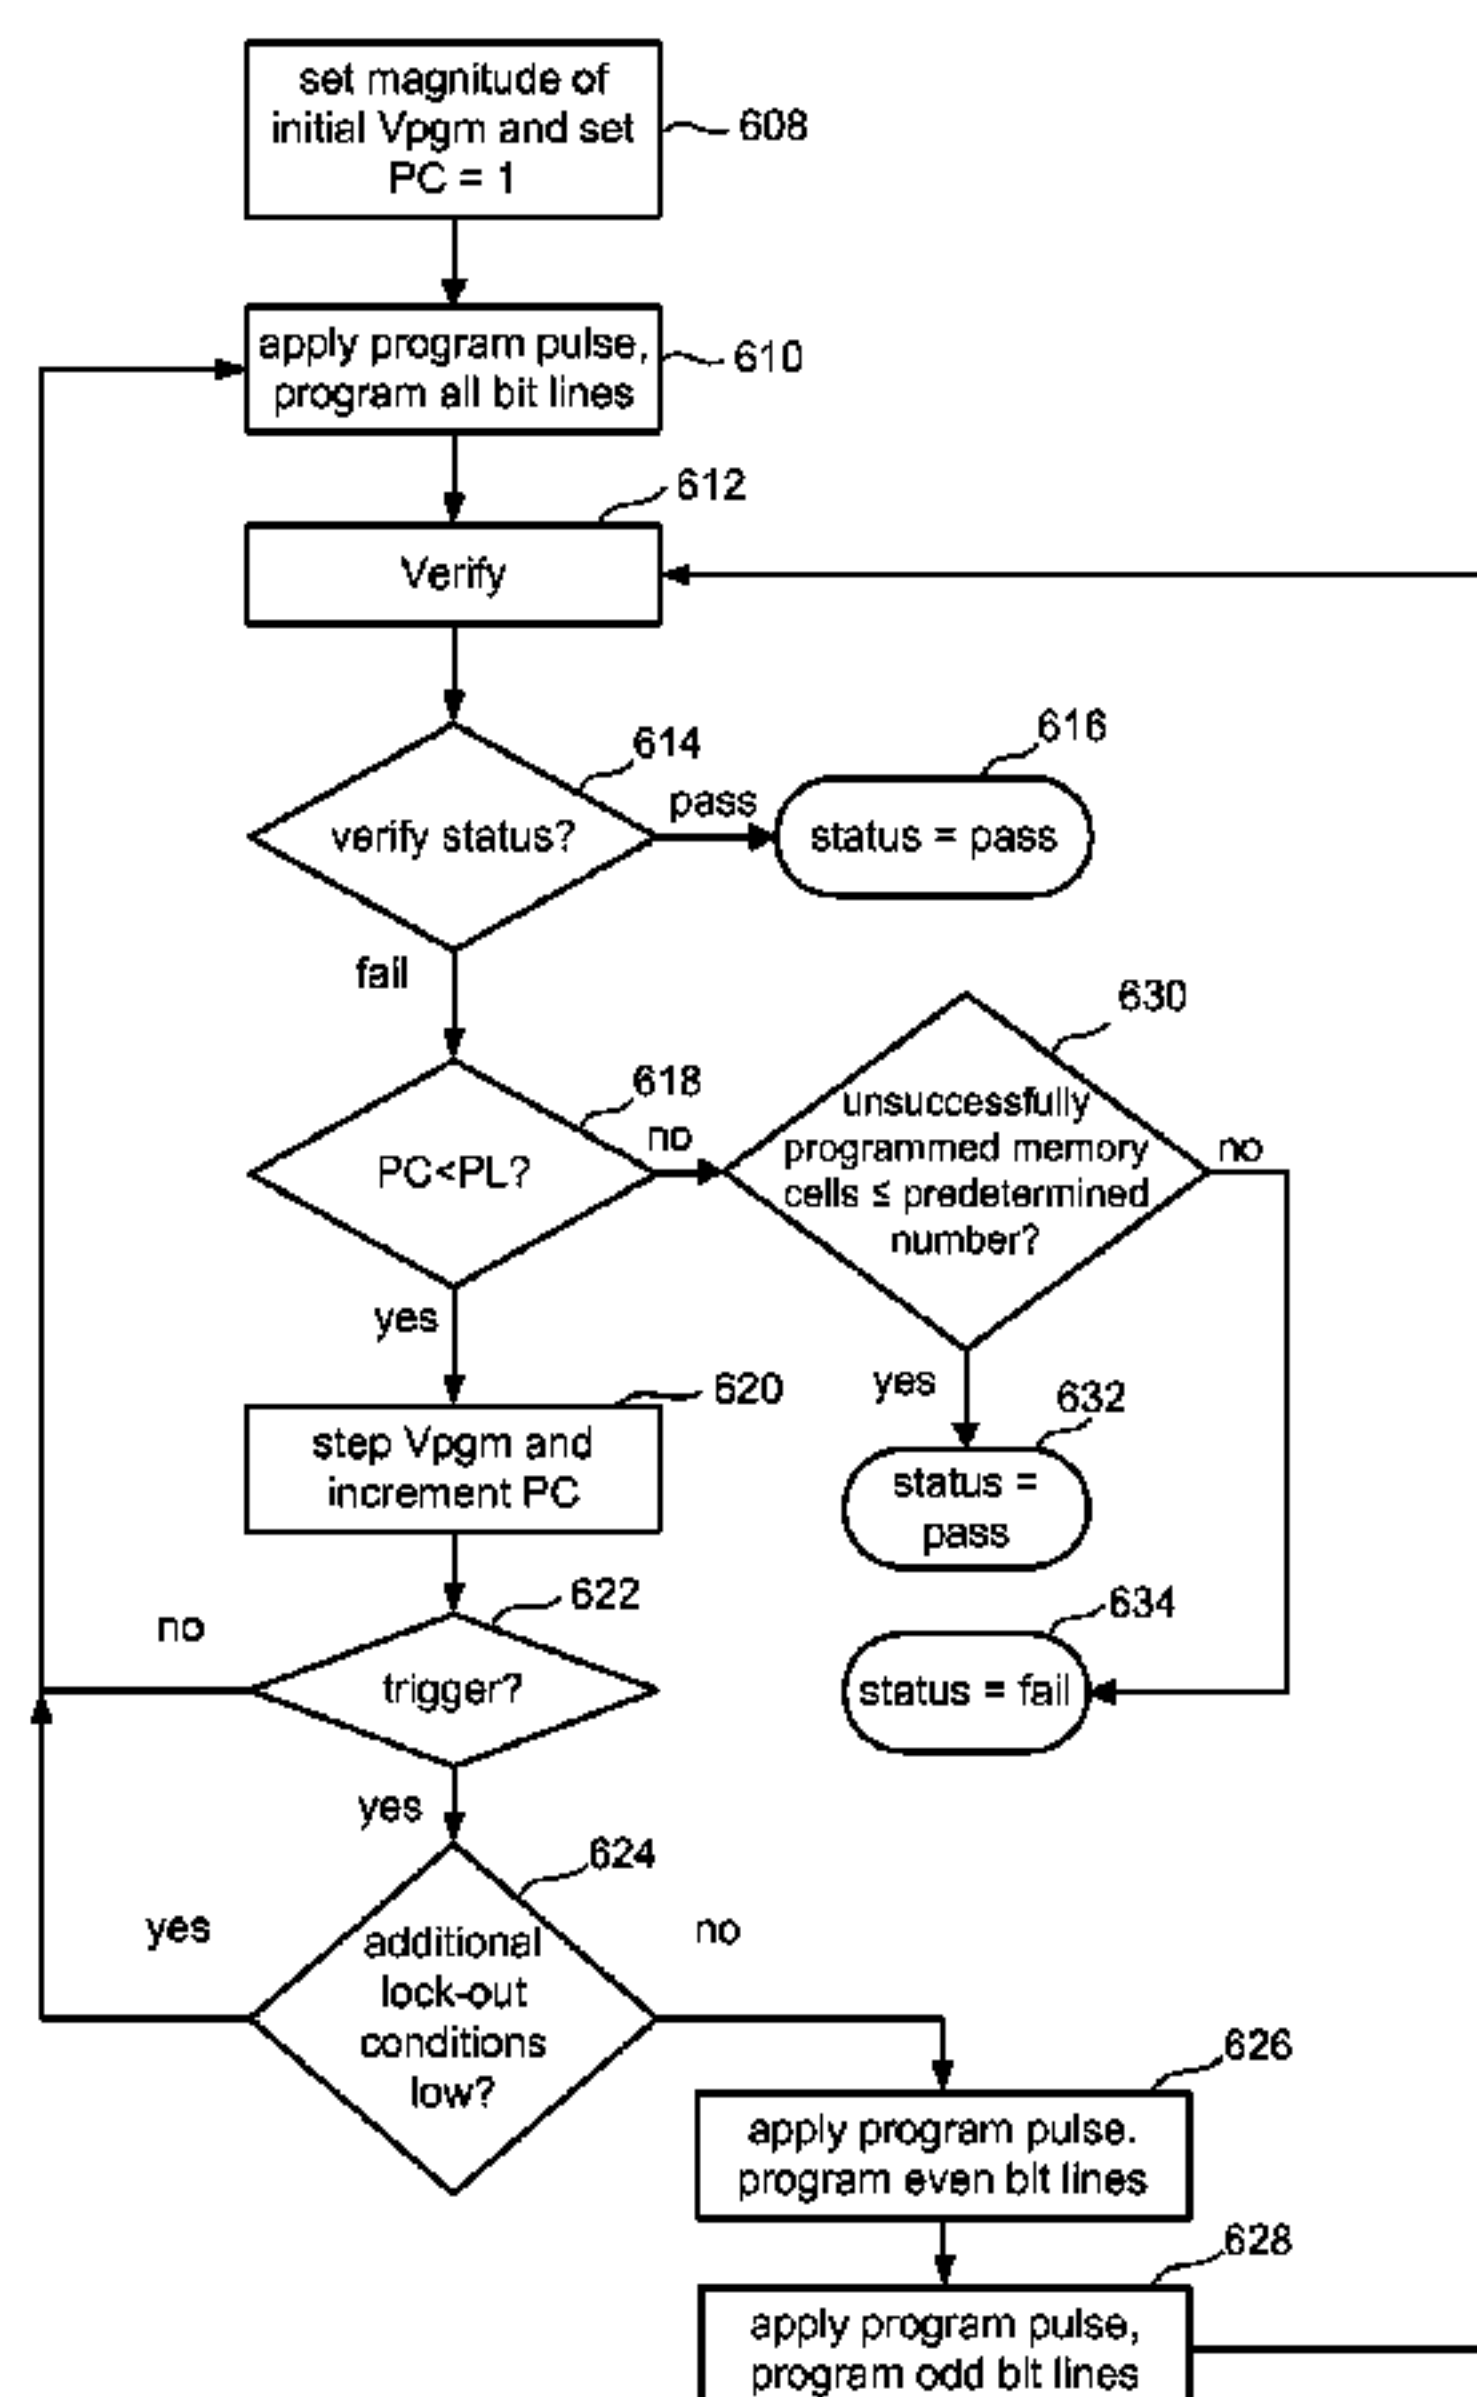 set magnitude of
initial Vpgm and set
PC = 1
608
apply program pulse,
program all bit lines
610
612
Verify
614
verify status?
pass
616
status = pass
fail
618
PC<PL?
no
630
unsuccessfully
programmed memory
cells ≤ predetermined
number?
no
yes
yes
620
step Vpgm and
increment PC
632
status =
pass
622
no
trigger?
634
status = fail
yes
624
yes
additional
lock-out
conditions
low?
no
626
apply program pulse.
program even bit lines
628
apply program pulse,
program odd bit lines